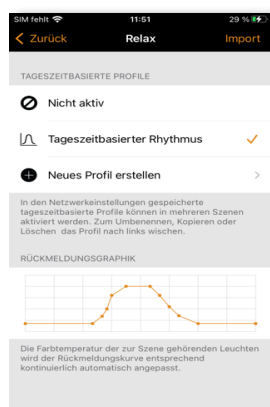 SIM fehlt 11:51 29 %
Zurück Relax Import
TAGESZEITBASIERTE PROFILE
Nicht aktiv
Tageszeitbasierter Rhythmus
Neues Profil erstellen
In den Netzwerkeinstellungen gespeicherte
tageszeitbasierte Profile können in mehreren Szenen
aktiviert werden. Zum Umbenennen, Kopieren oder
Löschen das Profil nach links wischen.
RÜCKMELDUNGSGRAPHIK
Die Farbtemperatur der zur Szene gehörenden Leuchten
wird der Rückmeldungskurve entsprechend
kontinuierlich automatisch angepasst.